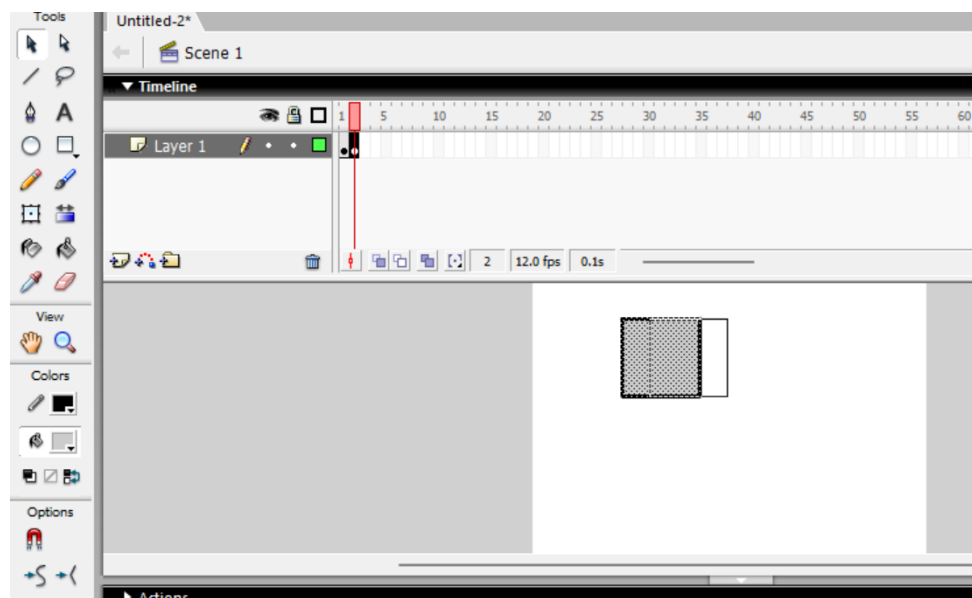 Tools
Untitled-2*
Scene 1
Timeline
1 5 10 15 20 25 30 35 40 45 50 55 60
Layer 1
2 12.0 fps 0.1s
View
Colors
Options
Actions